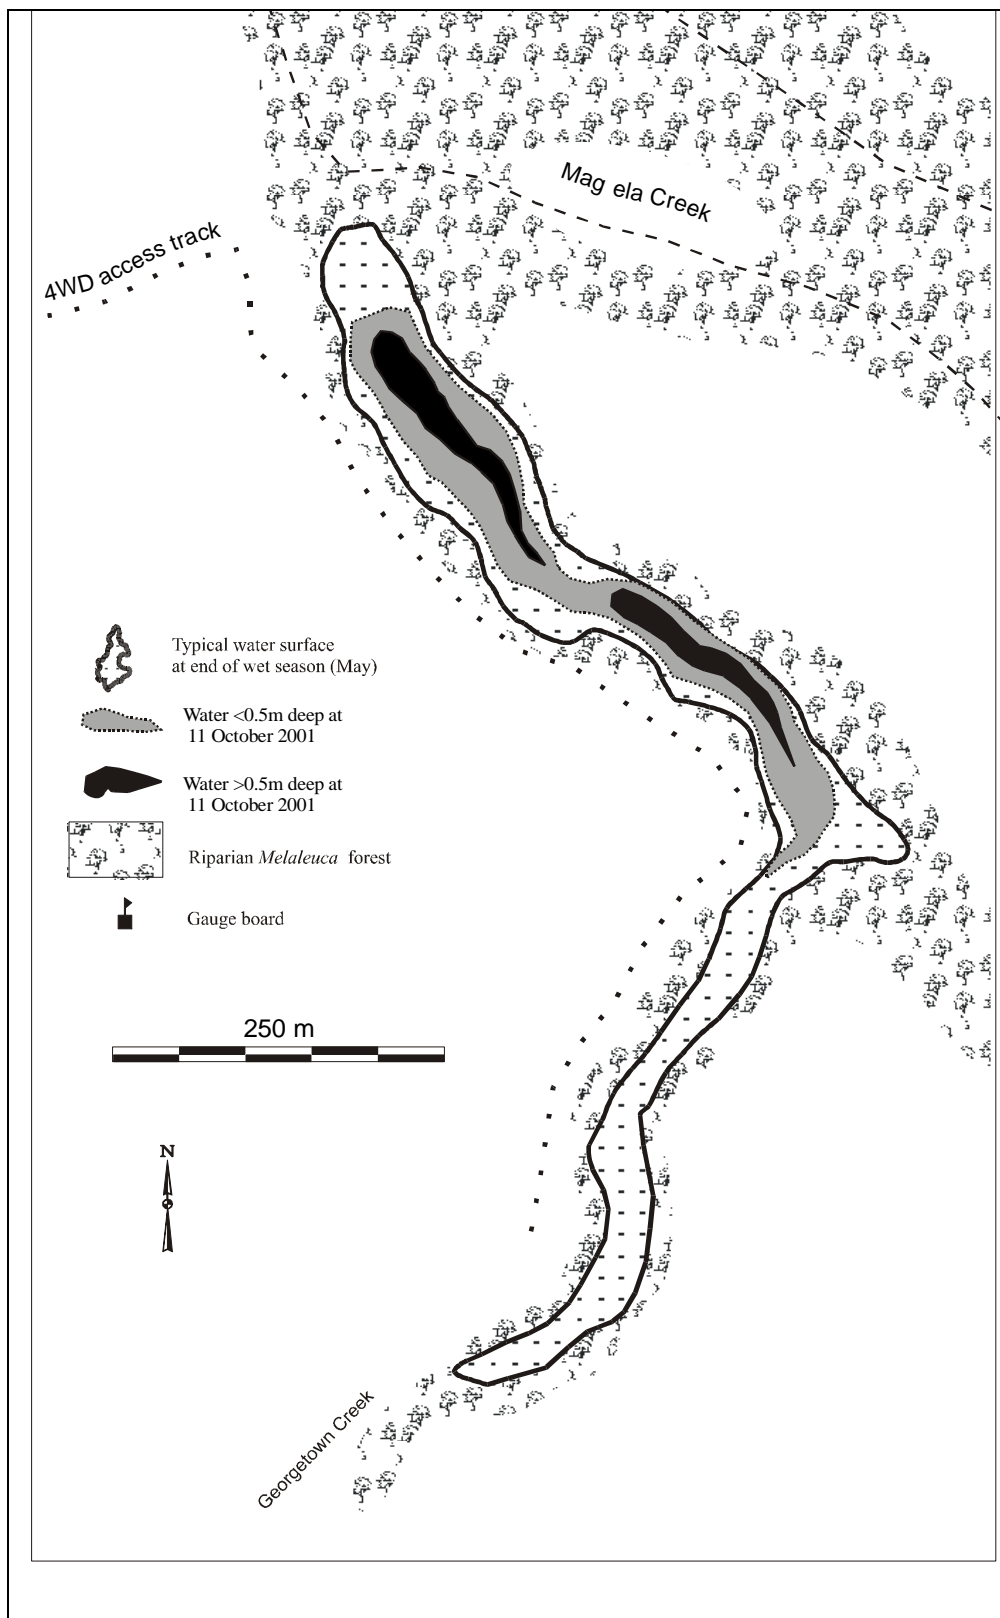 Mag ela Creek
4WD access track
Typical water surface
at end of wet season (May)
Water <0.5m deep at
11 October 2001
Water >0.5m deep at
11 October 2001
Riparian Melaleuca forest
Gauge board
250 m
N
Georgetown Creek